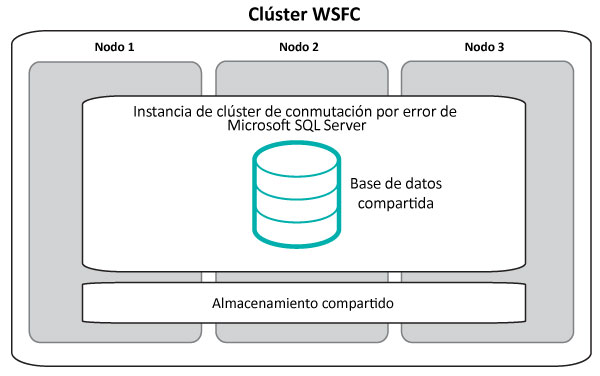 Clúster WSFC
Nodo 1
Nodo 2
Nodo 3
Instancia de clúster de conmutación por error de
Microsoft SQL Server
Base de datos
compartida
Almacenamiento compartido